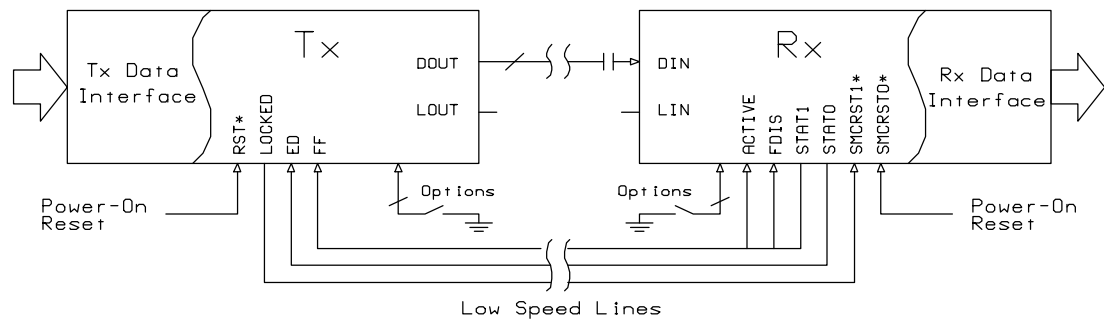 Tx
Rx
Tx Data
Interface
DOUT
LOUT
DIN
LIN
Rx Data
Interface
RST*
LOCKED
ED
FF
ACTIVE
FDIS
STAT1
STAT0
SMCRST1*
SMCRST0*
Options
Options
Power-On
Reset
Power-On
Reset
Low Speed Lines